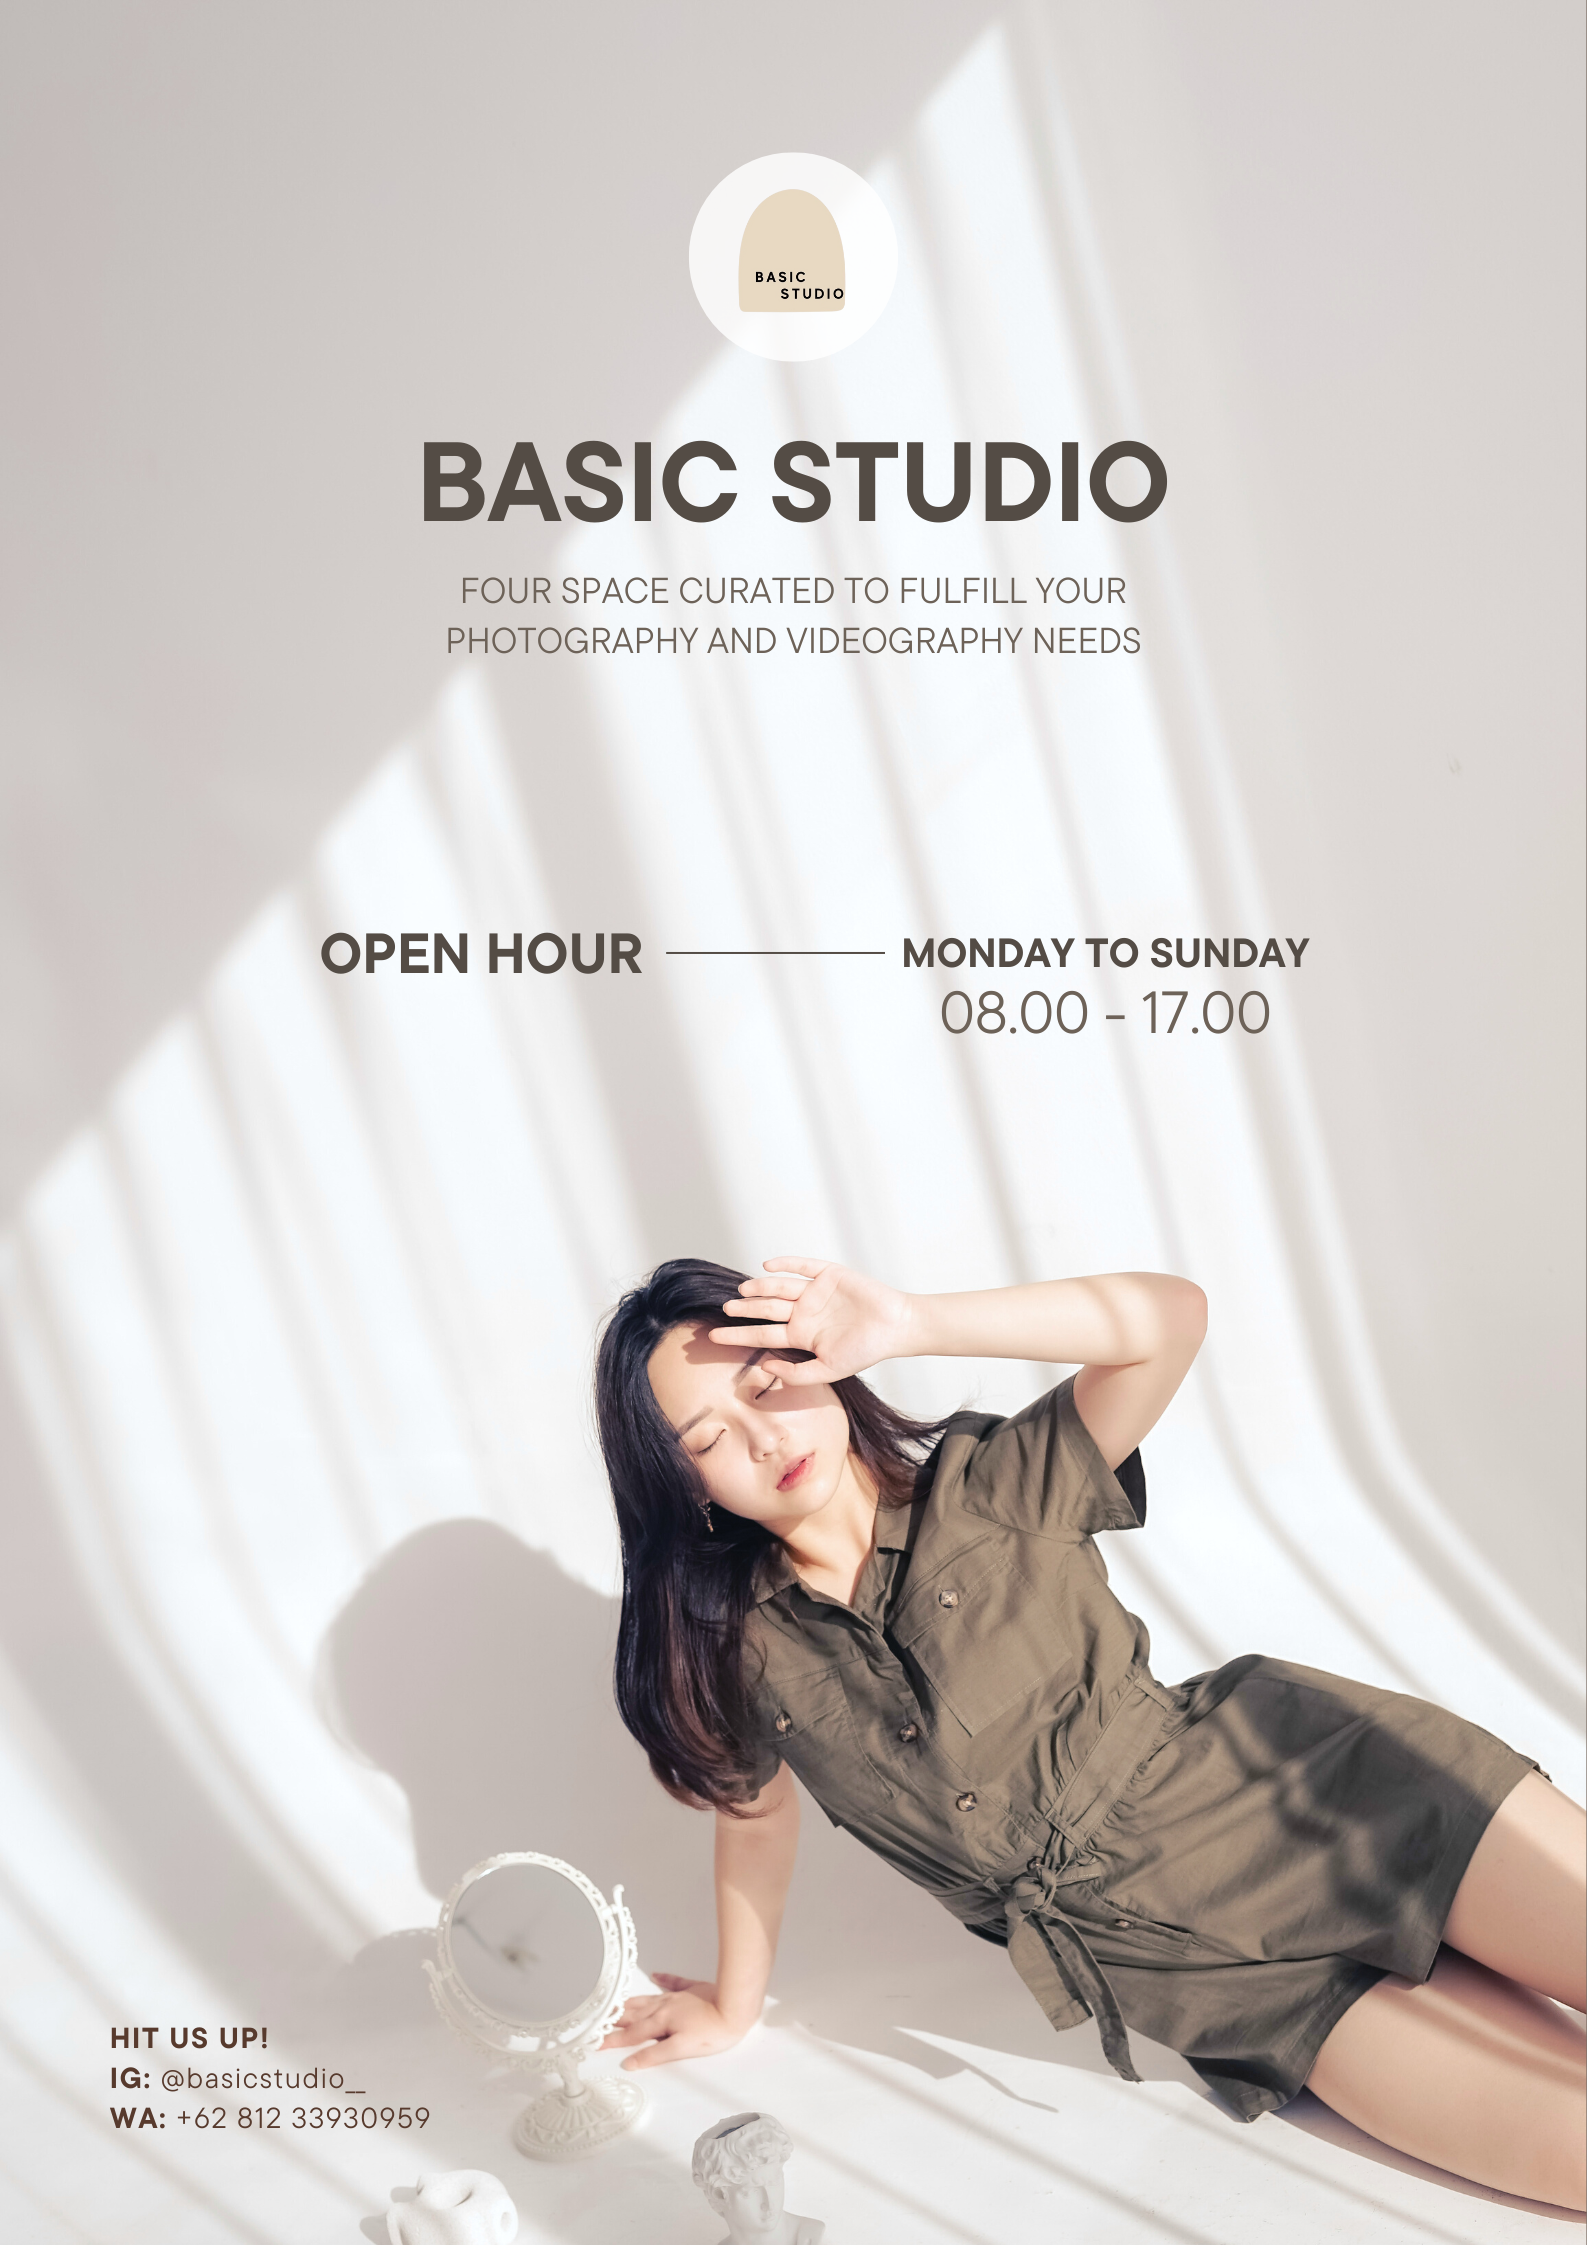 BASIC
STUDIO
BASIC STUDIO
FOUR SPACE CURATED TO FULFILL YOUR
PHOTOGRAPHY AND VIDEOGRAPHY NEEDS
OPEN HOUR
MONDAY TO SUNDAY
08.00 - 17.00
HIT US UP!
IG: @basicstudio__
WA: +62 812 33930959